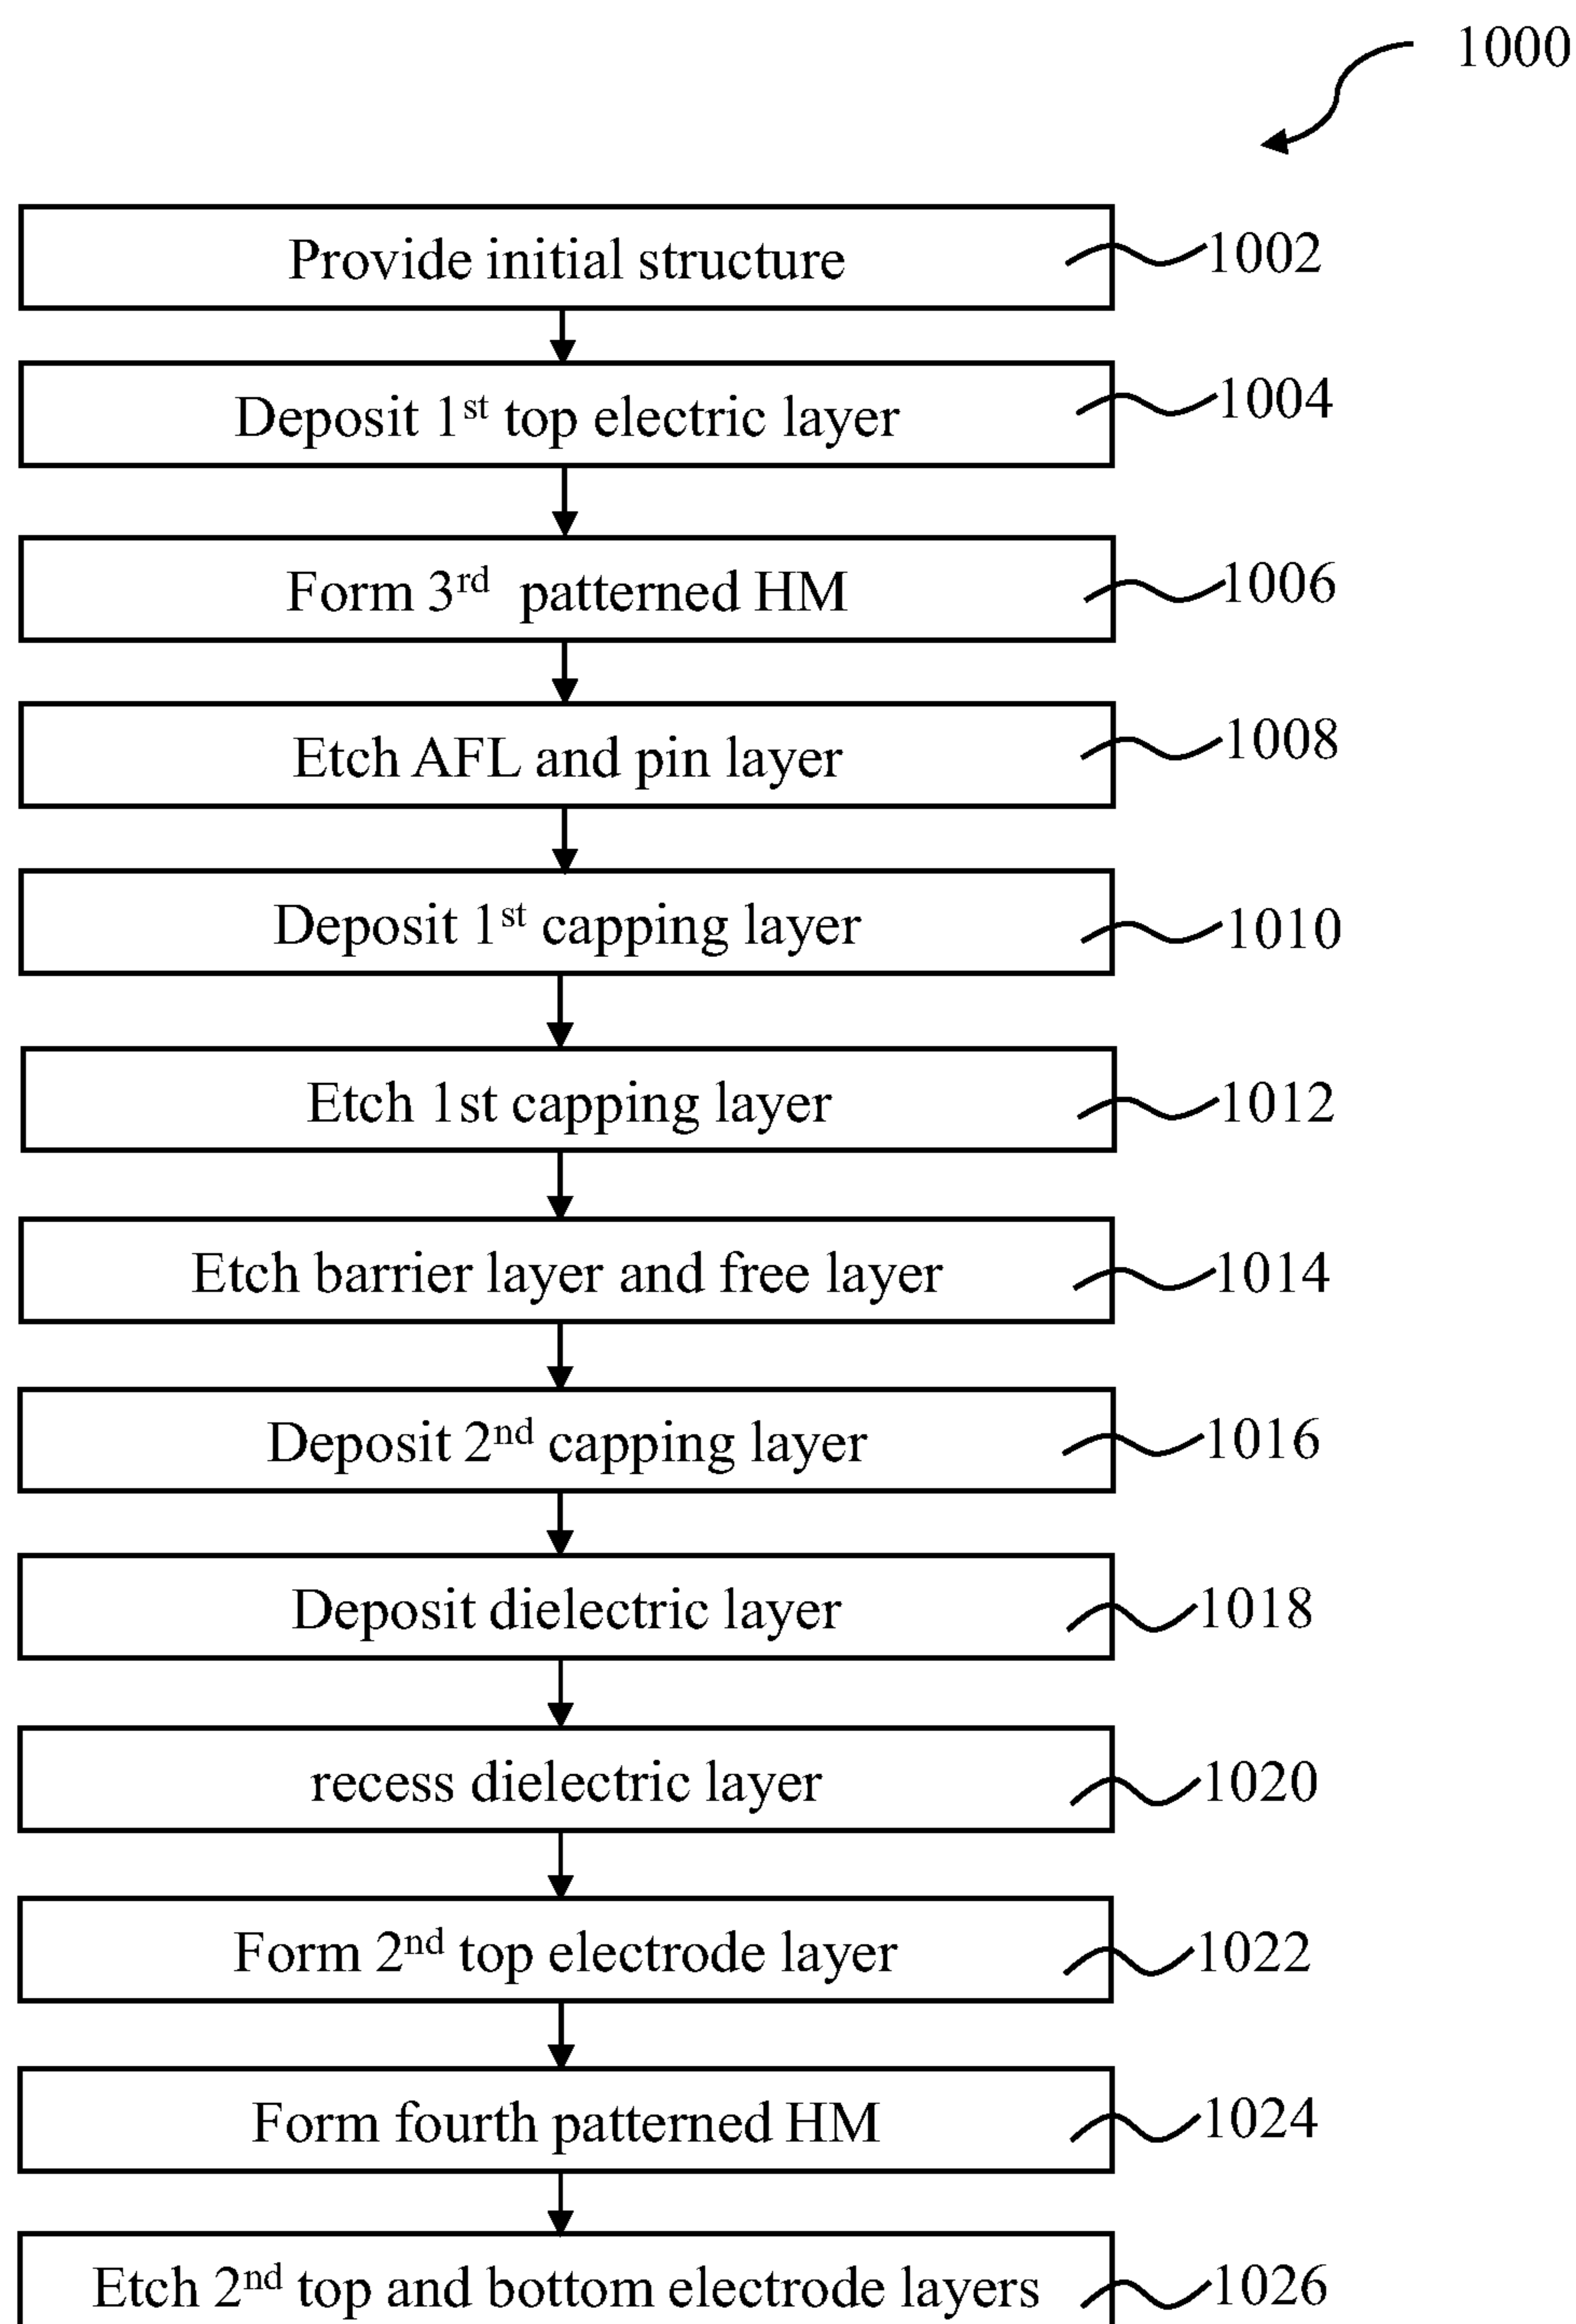 1000
Provide initial structure 1002
Deposit 1st top electric layer 1004
Form 3rd patterned HM 1006
Etch AFL and pin layer 1008
Deposit 1st capping layer 1010
Etch 1st capping layer 1012
Etch barrier layer and free layer 1014
Deposit 2nd capping layer 1016
Deposit dielectric layer 1018
recess dielectric layer 1020
Form 2nd top electrode layer 1022
Form fourth patterned HM 1024
Etch 2nd top and bottom electrode layers 1026